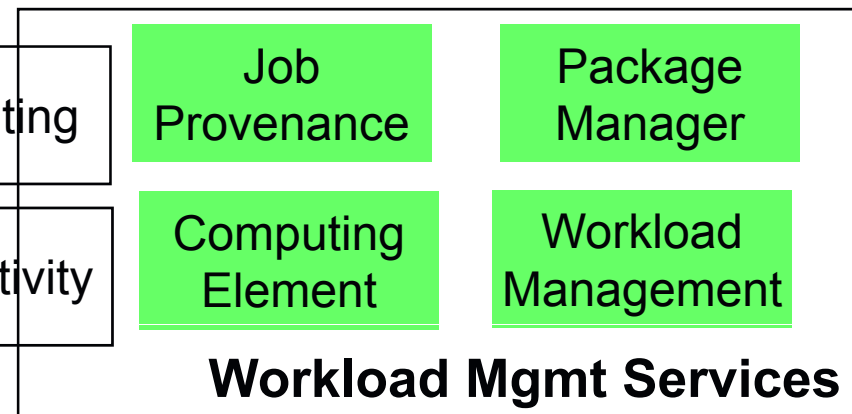 Job
Provenance
Package
Manager
ting
Computing
Element
Workload
Management
tivity
Workload Mgmt Services